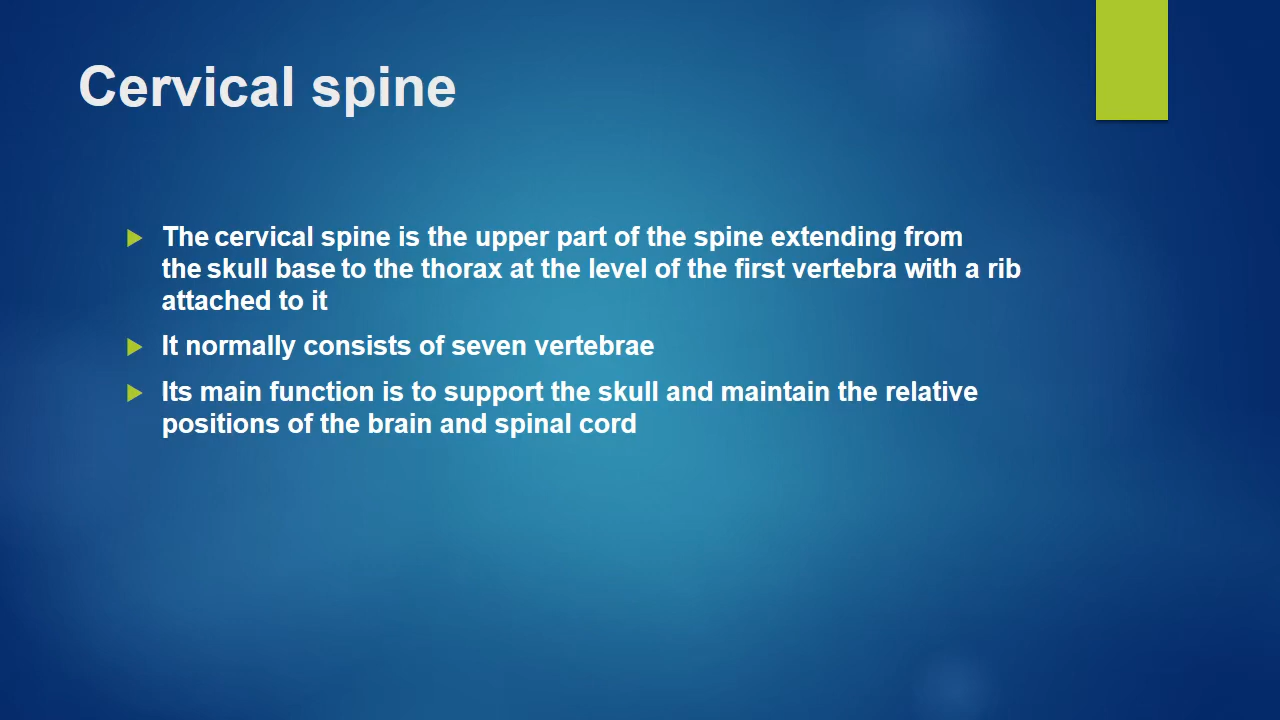 Cervical spine
The cervical spine is the upper part of the spine extending from
the skull base to the thorax at the level of the first vertebra with a rib
attached to it
It normally consists of seven vertebrae
Its main function is to support the skull and maintain the relative
positions of the brain and spinal cord